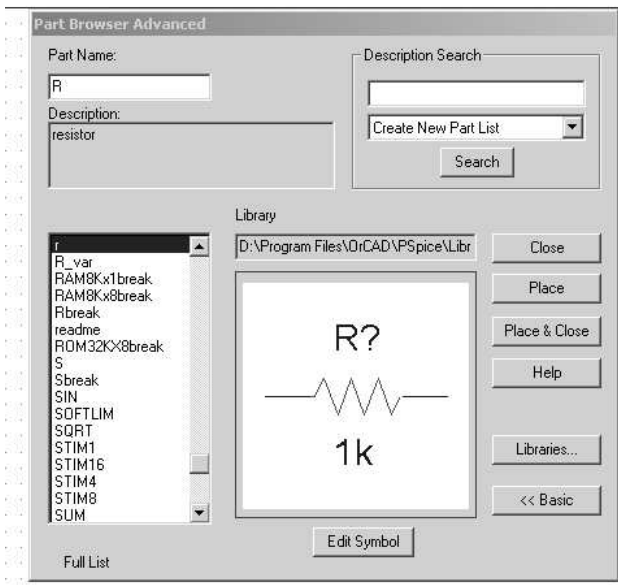 Part Browser Advanced
Part Name:
R
Description:
resistor
Description Search
Create New Part List
Search
Library
D:\Program Files\OrCAD\PSpice\Libr
r
R_var
RAM8Kx1break
RAM8Kx8break
Rbreak
readme
ROM32KX8break
S
Sbreak
SIN
SOFTLIM
SQRT
STIM1
STIM16
STIM4
STIM8
SUM
Full List
R?
1k
Edit Symbol
Close
Place
Place & Close
Help
Libraries...
<< Basic